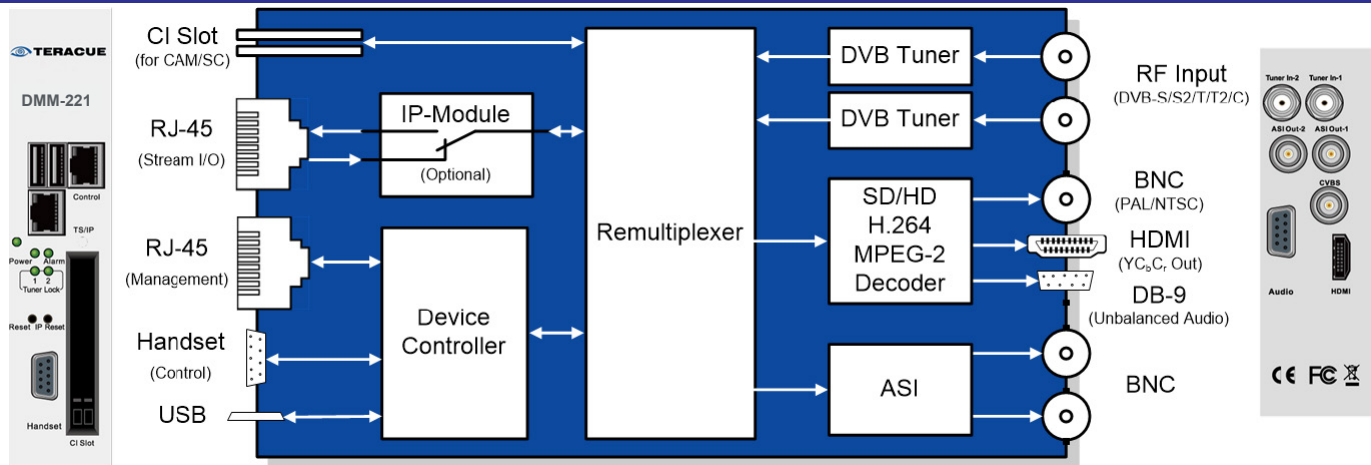 TERACUE
DMM-221
Control
TS/IP
Power Alarm
1 2
Tuner Lock
Reset IP Reset
Handset
CI Slot
CI Slot
(for CAM/SC)
RJ-45
(Stream I/O)
RJ-45
(Management)
Handset
(Control)
USB
IP-Module
(Optional)
Device
Controller
Remultiplexer
DVB Tuner
DVB Tuner
SD/HD
H.264
MPEG-2
Decoder
ASI
RF Input
(DVB-S/S2/T/T2/C)
BNC
(PAL/NTSC)
HDMI
(YCbCr Out)
DB-9
(Unbalanced Audio)
BNC
Tuner In-2 Tuner In-1
ASI Out-2 ASI Out-1
CVBS
Audio HDMI
CE FC